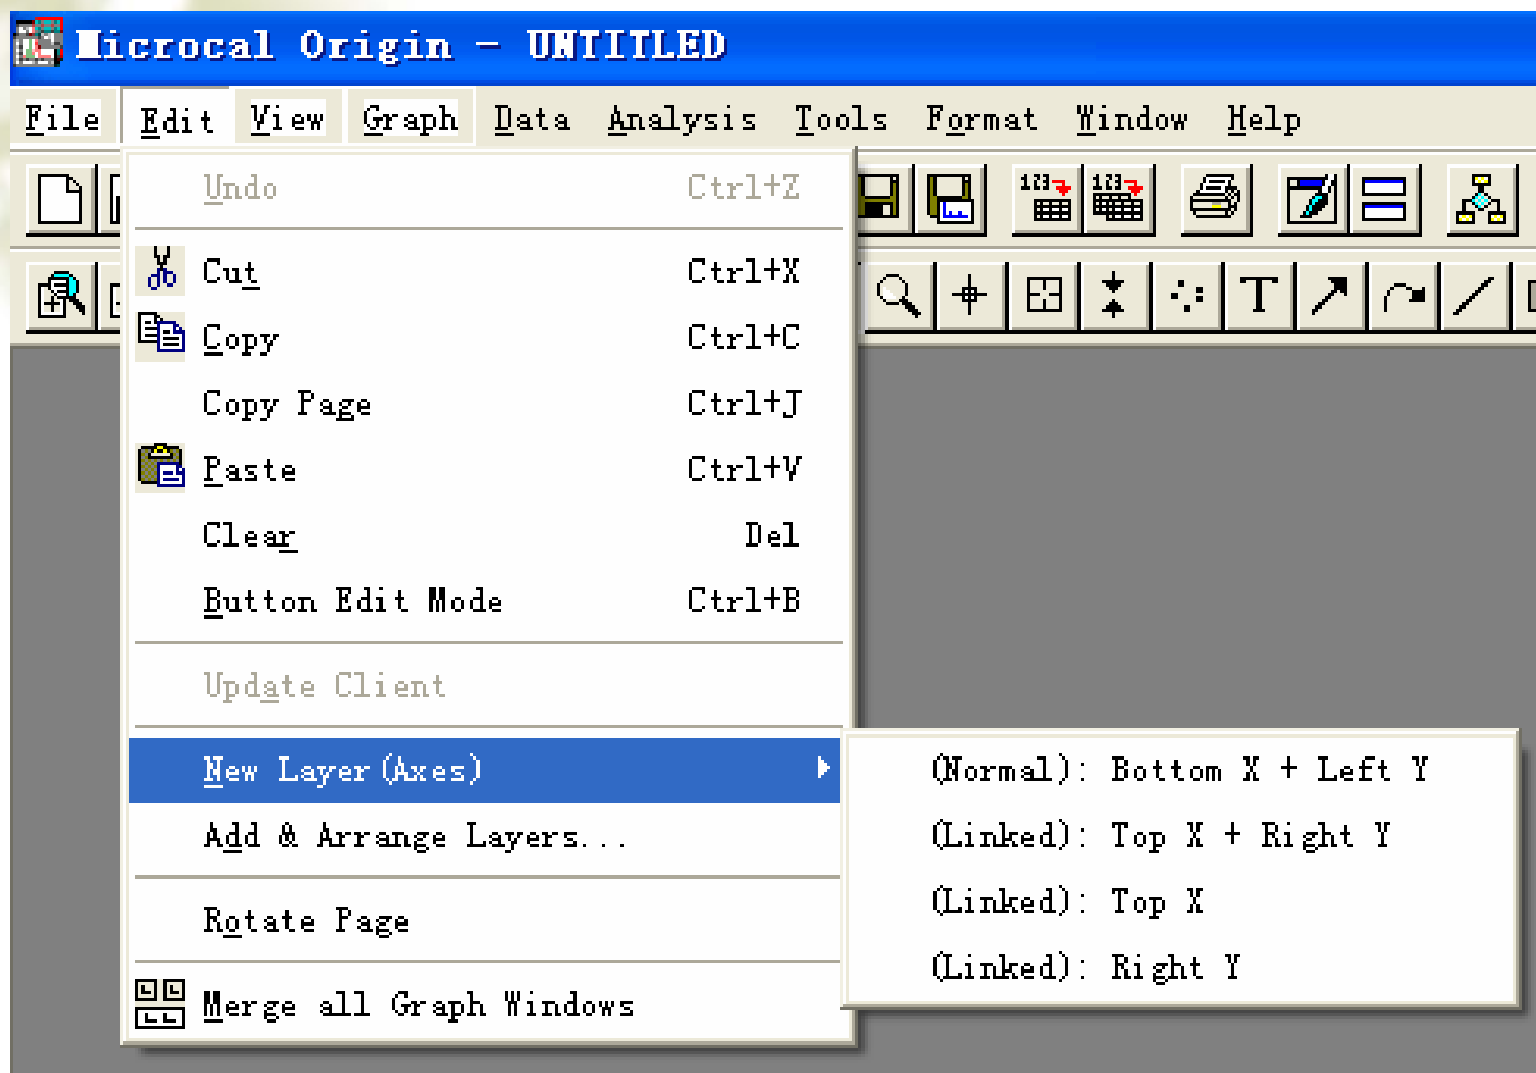 Microcal Origin - UNTITLED
File Edit View Graph Data Analysis Tools Format Window Help
Undo Ctrl+Z
123 123
Cut Ctrl+X
T
Copy Ctrl+C
Copy Page Ctrl+J
Paste Ctrl+V
Clear Del
Button Edit Mode Ctrl+B
Update Client
New Layer(Axes)
(Normal): Bottom X + Left Y
Add & Arrange Layers...
(Linked): Top X + Right Y
(Linked): Top X
Rotate Page
(Linked): Right Y
Merge all Graph Windows